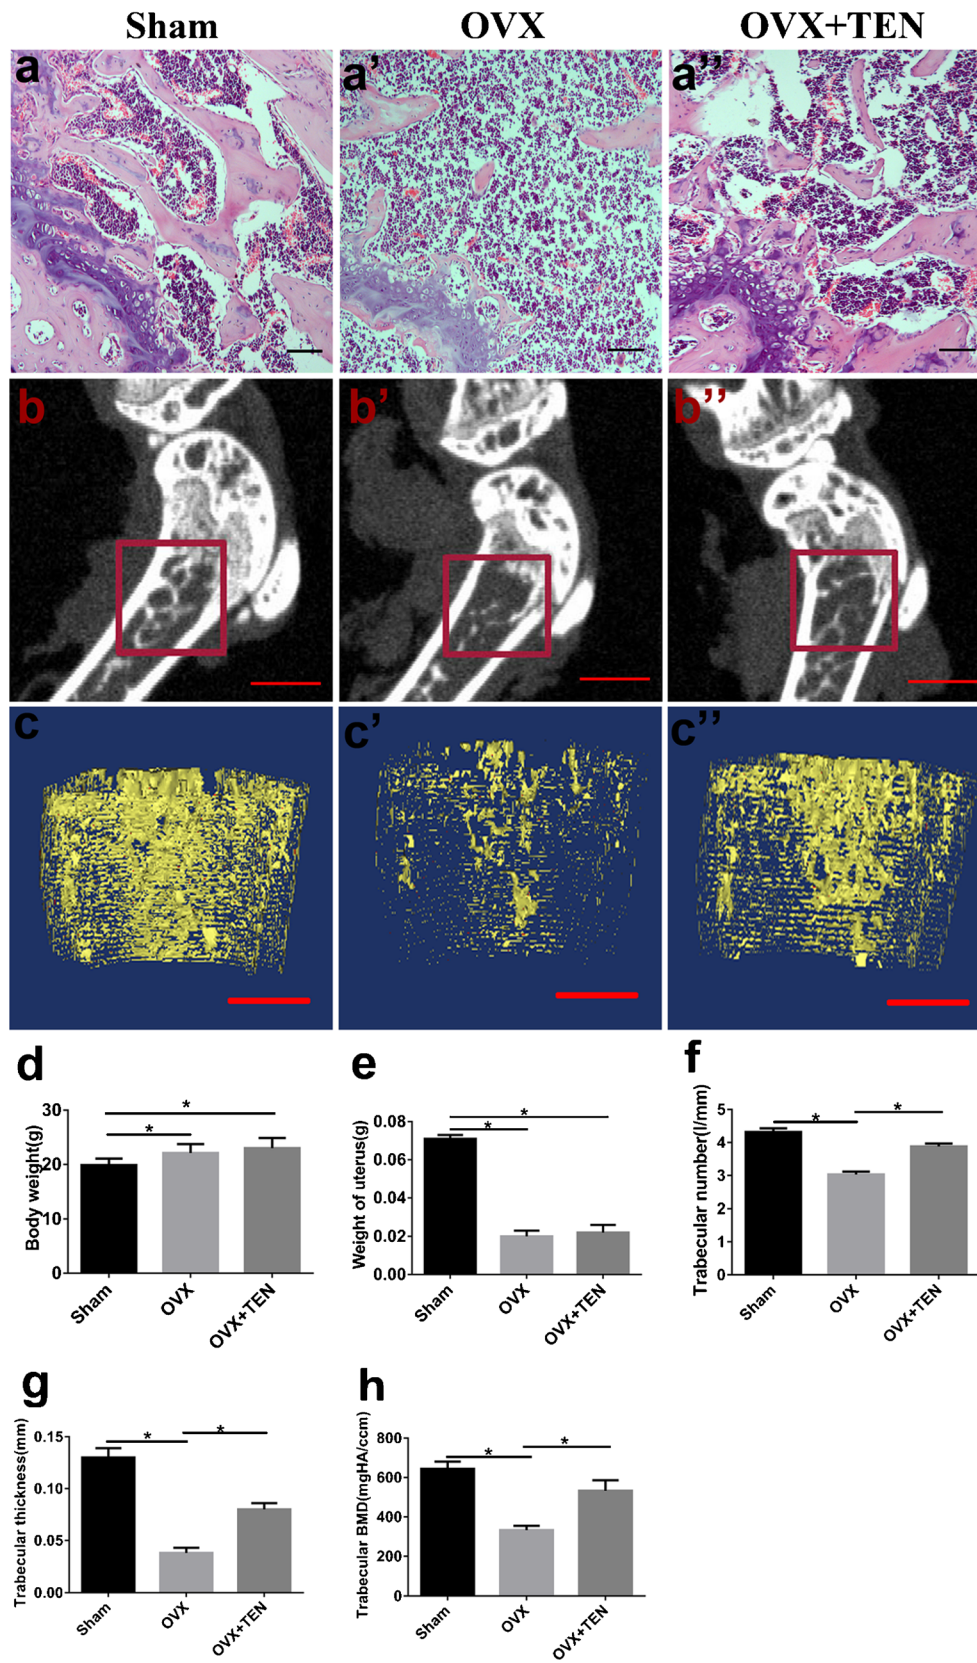 Sham OVX OVX+TEN
a a’ a’’
b b’ b’’
c c’ c’’
d
Body weight(g)
30
20
10
0
*
*
Sham
OVX
OVX+TEN
e
Weight of uterus(g)
0.08
0.06
0.04
0.02
0.00
*
*
Sham
OVX
OVX+TEN
f
Trabecular number(l/mm)
5
4
3
2
1
0
*
*
Sham
OVX
OVX+TEN
g
Trabecular thickness(mm)
0.15
0.10
0.05
0.00
*
*
Sham
OVX
OVX+TEN
h
Trabecular BMD(mgHA/ccm)
800
600
400
200
0
*
*
Sham
OVX
OVX+TEN